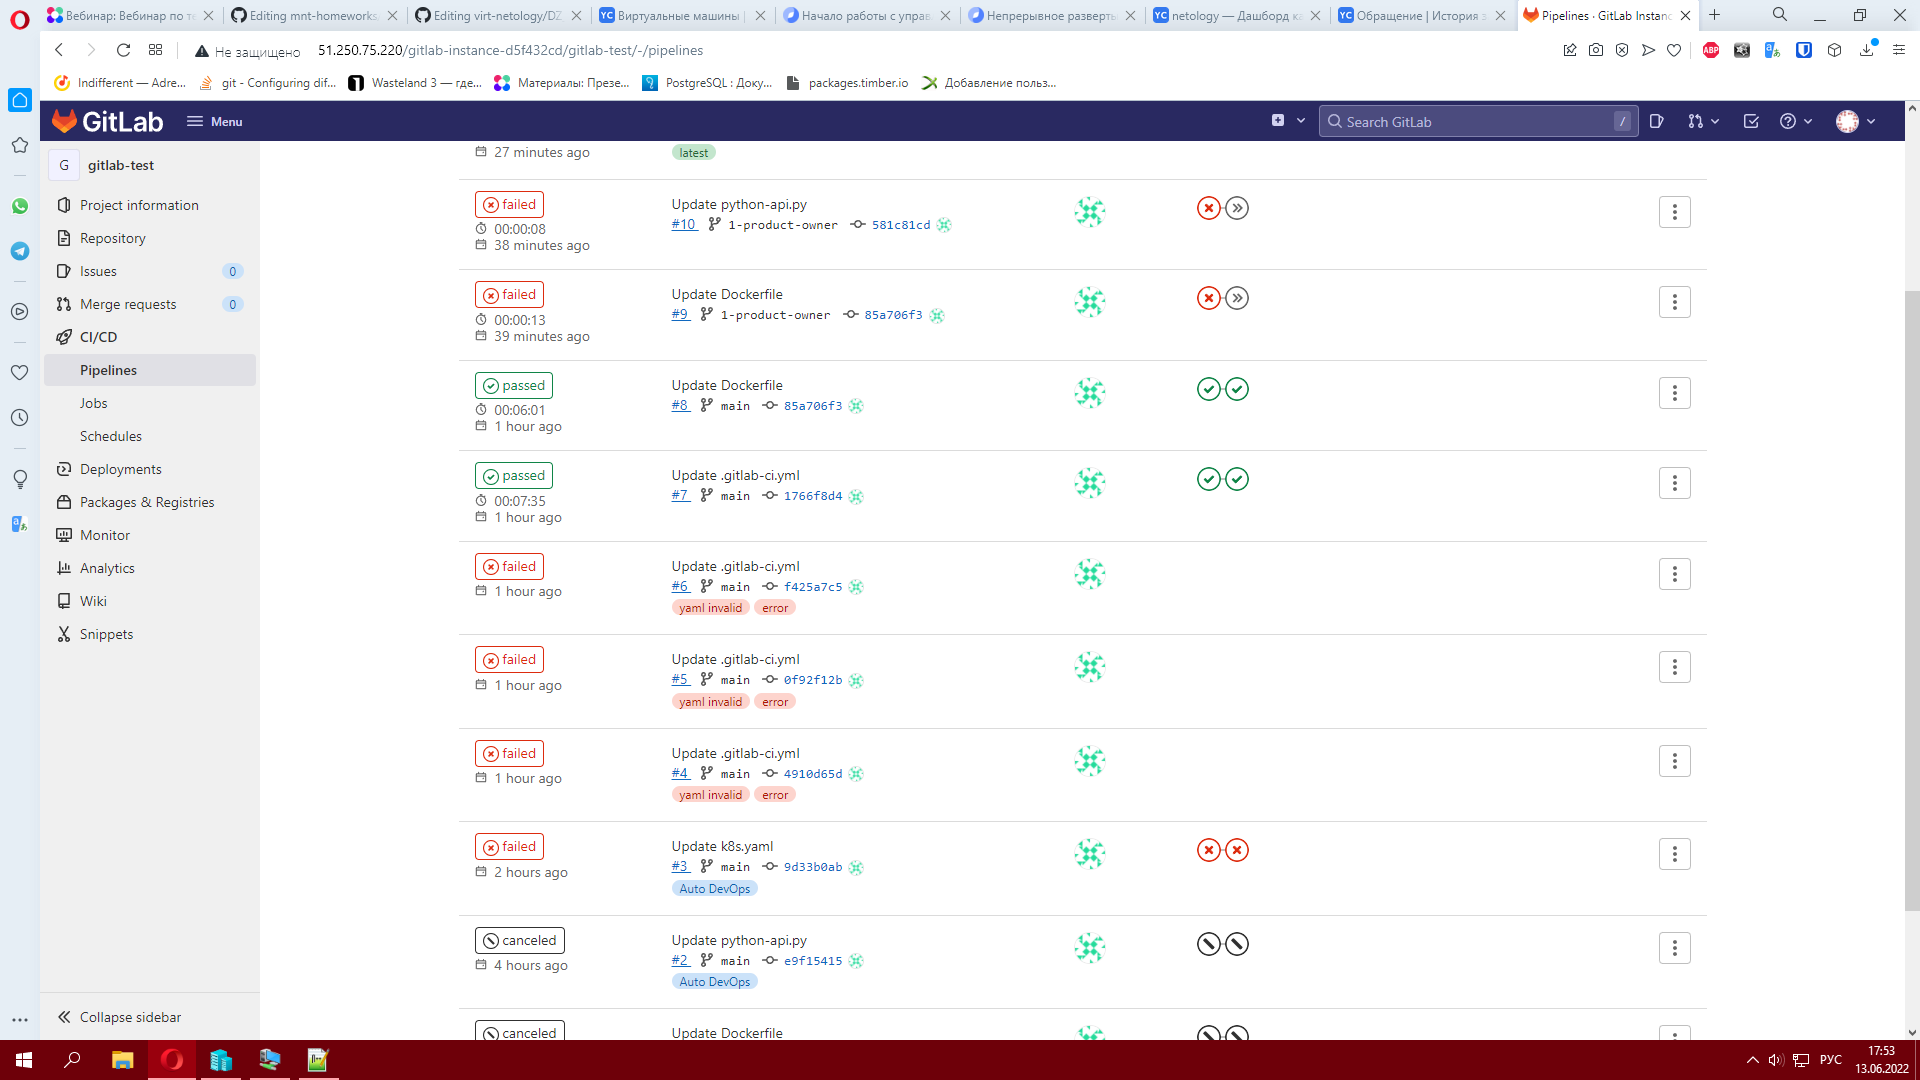 Вебинар: Вебинар по те
Editing mnt-homeworks
Editing virt-netology/DZ
Виртуальные машины |
Начало работы с управ
Непрерывное разверты
netology — Дашборд ка
Обращение | История з
Pipelines · GitLab Instanc
Не защищено
51.250.75.220/gitlab-instance-d5f432cd/gitlab-test/-/pipelines
Indifferent — Adre...
git - Configuring dif...
Wasteland 3 — где...
Материалы: Презе...
PostgreSQL : Доку...
packages.timber.io
Добавление польз...
GitLab
Menu
Search GitLab
/
G
gitlab-test
Project information
Repository
Issues 0
Merge requests 0
CI/CD
Pipelines
Jobs
Schedules
Deployments
Packages & Registries
Monitor
Analytics
Wiki
Snippets
Collapse sidebar
27 minutes ago
latest
failed
00:00:08
38 minutes ago
Update python-api.py
#10 1-product-owner 581c81cd
failed
00:00:13
39 minutes ago
Update Dockerfile
#9 1-product-owner 85a706f3
passed
00:06:01
1 hour ago
Update Dockerfile
#8 main 85a706f3
passed
00:07:35
1 hour ago
Update .gitlab-ci.yml
#7 main 1766f8d4
failed
1 hour ago
Update .gitlab-ci.yml
#6 main f425a7c5
yaml invalid error
failed
1 hour ago
Update .gitlab-ci.yml
#5 main 0f92f12b
yaml invalid error
failed
1 hour ago
Update .gitlab-ci.yml
#4 main 4910d65d
yaml invalid error
failed
2 hours ago
Update k8s.yaml
#3 main 9d33b0ab
Auto DevOps
canceled
4 hours ago
Update python-api.py
#2 main e9f15415
Auto DevOps
canceled
Update Dockerfile
РУС
17:53
13.06.2022